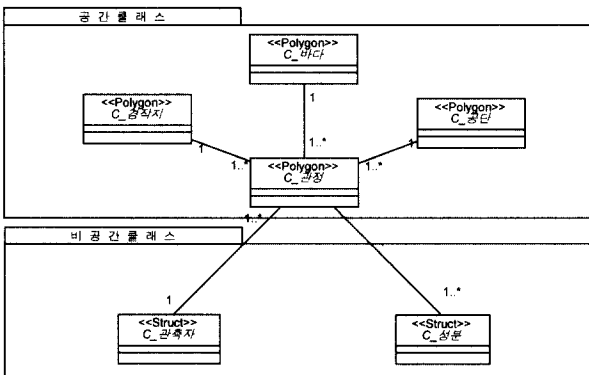 공 간 클 래 스
<<Polygon>>
C_바다
1
1..*
<<Polygon>>
C_경작지
1
1..*
<<Polygon>>
C_공단
1
1..*
<<Polygon>>
C_관정
1..*
비 공 간 클 래 스
1
1..*
<<Struct>>
C_관측자
<<Struct>>
C_성분